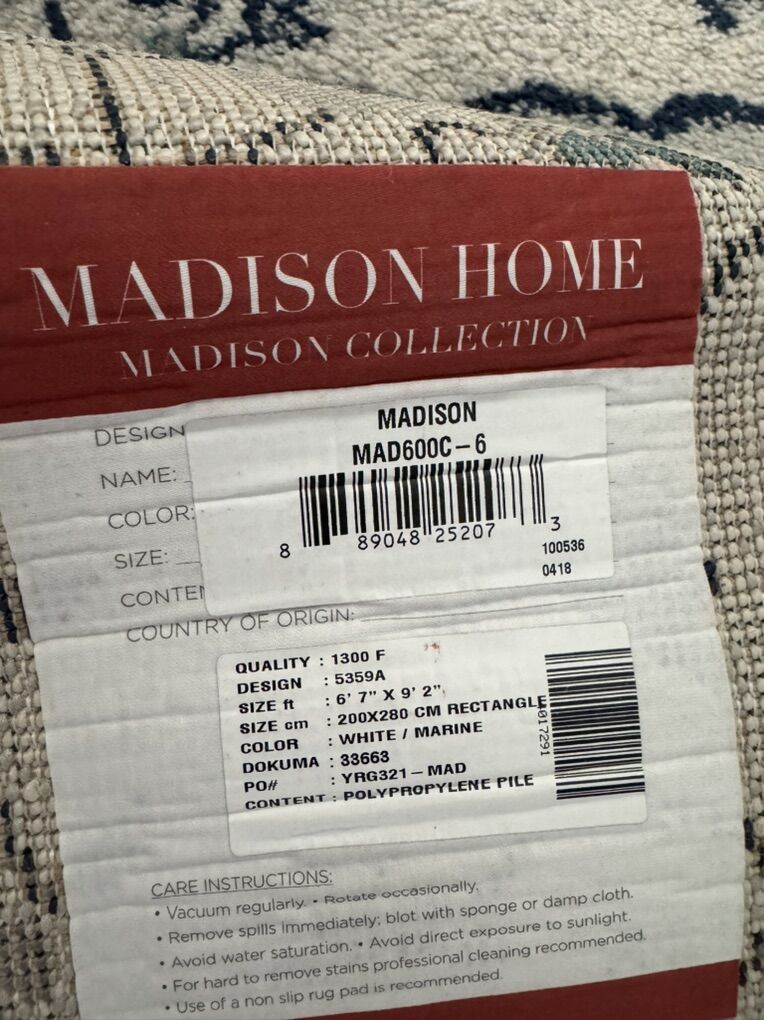 MADISON HOME
MADISON COLLECTION
MADISON
MAD600C-6
DESIGN
NAME:
COLOR:
SIZE:
8 89048 25207 3
100536
0418
CONTE
COUNTRY OF ORIGIN:
QUALITY : 1300 F
DESIGN : 5359A
SIZE ft : 6' 7" X 9' 2"
SIZE cm : 200X280 CM RECTANGLE
COLOR : WHITE / MARINE
DOKUMA : 33663
PO# : YRG321-MAD
CONTENT : POLYPROPYLENE PILE
CARE INSTRUCTIONS:
• Vacuum regularly. • Rotate occasionally.
• Remove spills immediately; blot with sponge or damp cloth.
• Avoid water saturation. • Avoid direct exposure to sunlight.
• For hard to remove stains professional cleaning recommended.
• Use of a non slip rug pad is recommended.